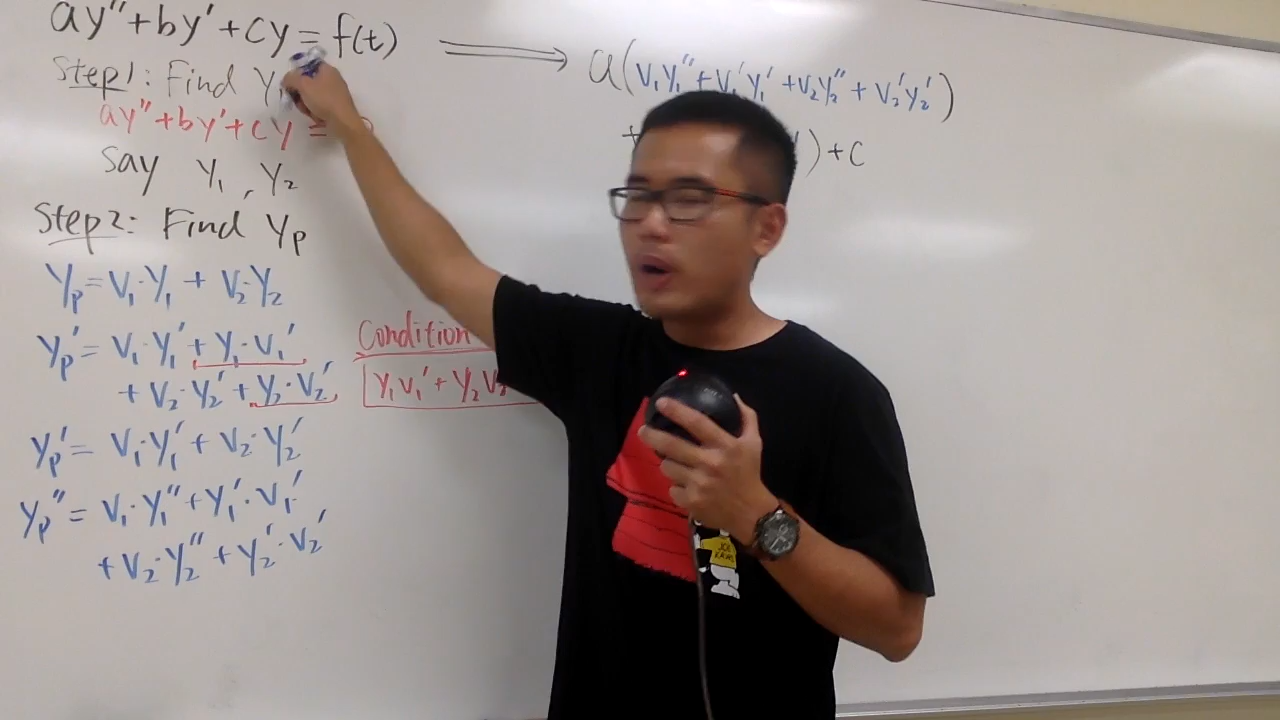 ay"+by'+cy=f(t)
Step1: Find Y
ay"+by'+cy =
Say Y₁, Y₂
Step2: Find Yp
Yp=V₁·Y₁ + V₂·Y₂
Yp'= V₁·Y₁' + Y₁·V₁'
+ V₂·Y₂' + Y₂·V₂'
Yp'= V₁·Y₁' + V₂·Y₂'
Yp" = V₁·Y₁" + Y₁'·V₁'
+ V₂·Y₂" + Y₂'·V₂'
Condition
Y₁V₁' + Y₂V₂
⟹ a(V₁Y₁" + V₁'Y₁' + V₂Y₂" + V₂'Y₂')
+ ) + c
JOE